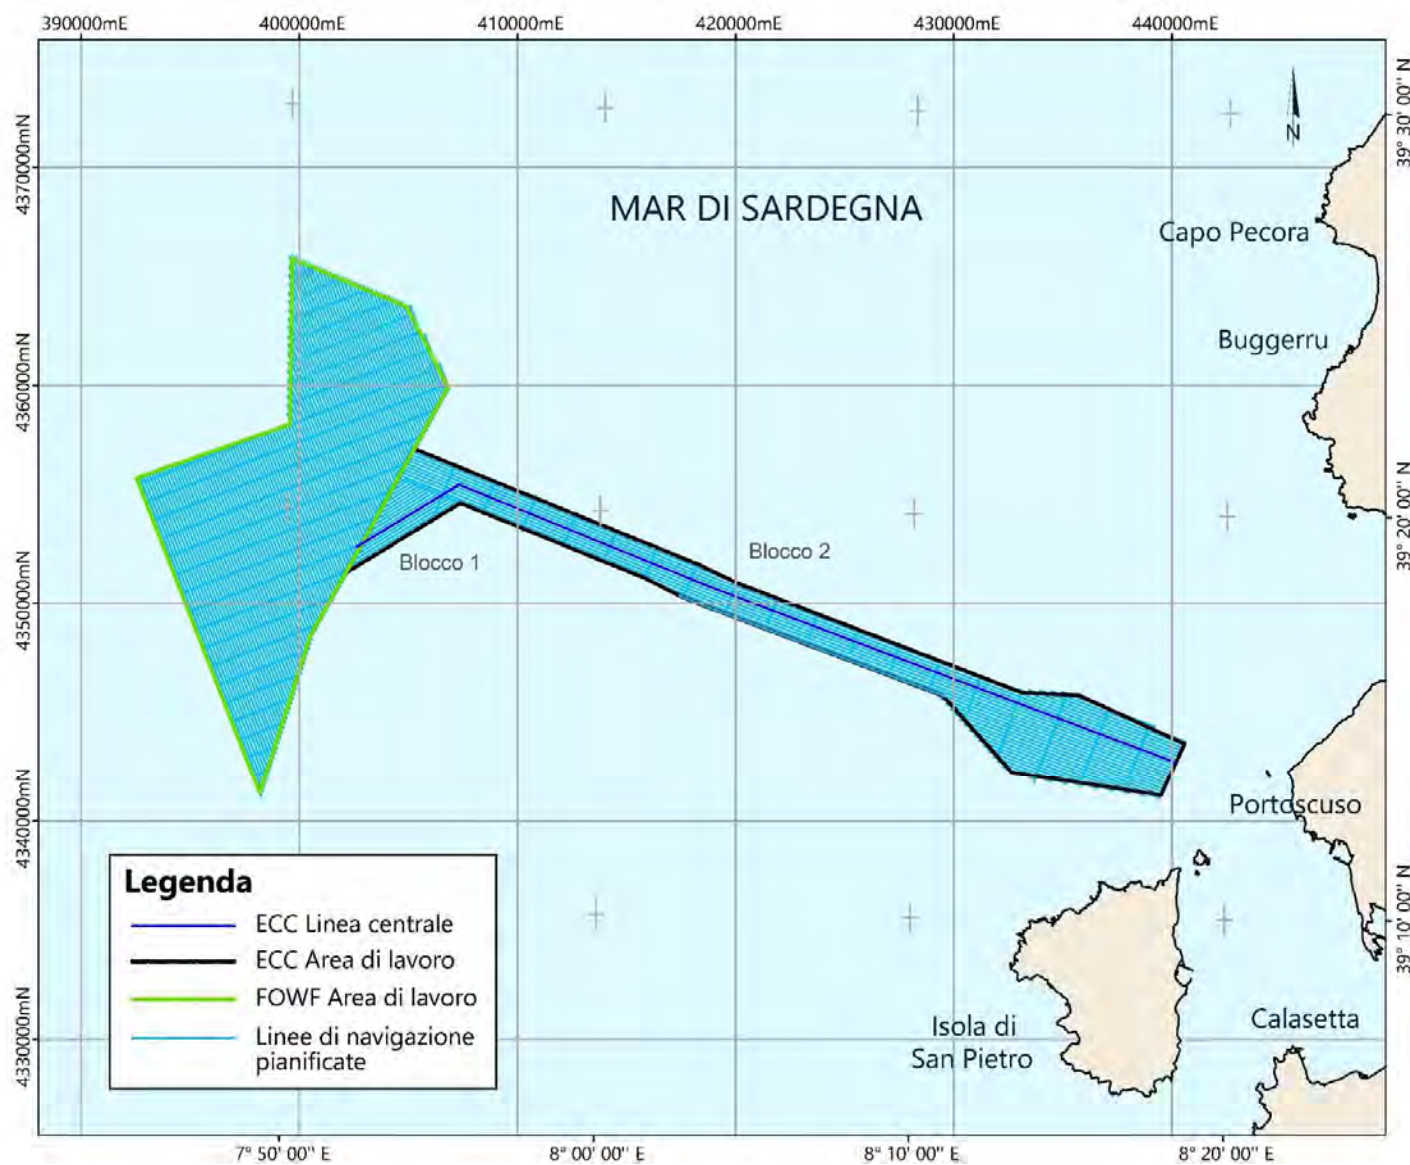 390000mE 400000mE 410000mE 420000mE 430000mE 440000mE
39° 30' 00'' N
4370000mN
MAR DI SARDEGNA
Capo Pecora
Buggerru
4360000mN
39° 20' 00'' N
Blocco 1
Blocco 2
4350000mN
Portoscuso
4340000mN
N
Legenda
ECC Linea centrale
ECC Area di lavoro
FOWF Area di lavoro
Linee di navigazione
pianificate
39° 10' 00'' N
Isola di
San Pietro
Calasetta
4330000mN
7° 50' 00'' E 8° 00' 00'' E 8° 10' 00'' E 8° 20' 00'' E